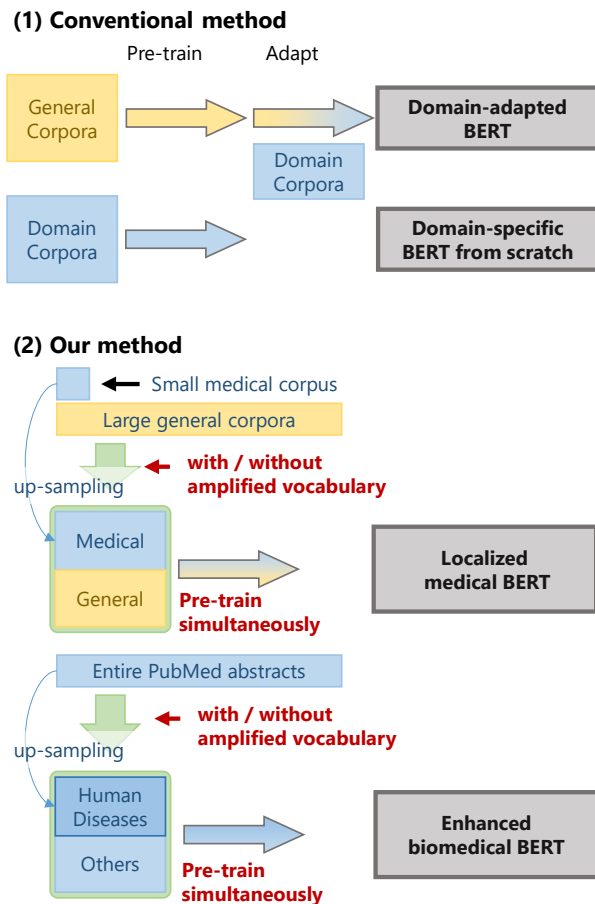 (1) Conventional method
Pre-train
Adapt
General
Corpora
Domain
Corpora
Domain-adapted
BERT
Domain
Corpora
Domain-specific
BERT from scratch
(2) Our method
Small medical corpus
Large general corpora
with / without
amplified vocabulary
up-sampling
Medical
General
Pre-train
simultaneously
Localized
medical BERT
Entire PubMed abstracts
with / without
amplified vocabulary
up-sampling
Human
Diseases
Others
Pre-train
simultaneously
Enhanced
biomedical BERT